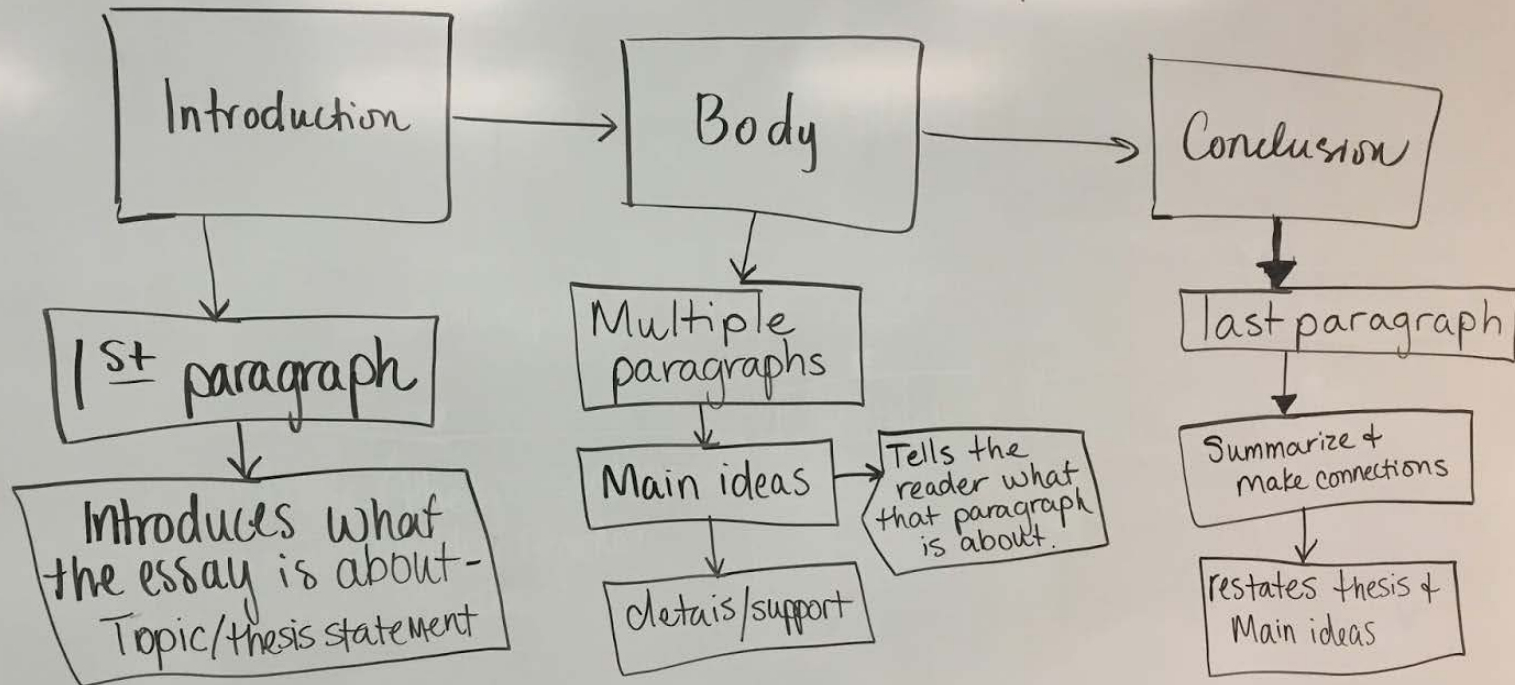 Introduction
Body
Conclusion
1st paragraph
Introduces what
the essay is about-
Topic/thesis statement
Multiple
paragraphs
Main ideas
Tells the
reader what
that paragraph
is about.
detais/support
last paragraph
Summarize &
make connections
restates thesis &
Main ideas